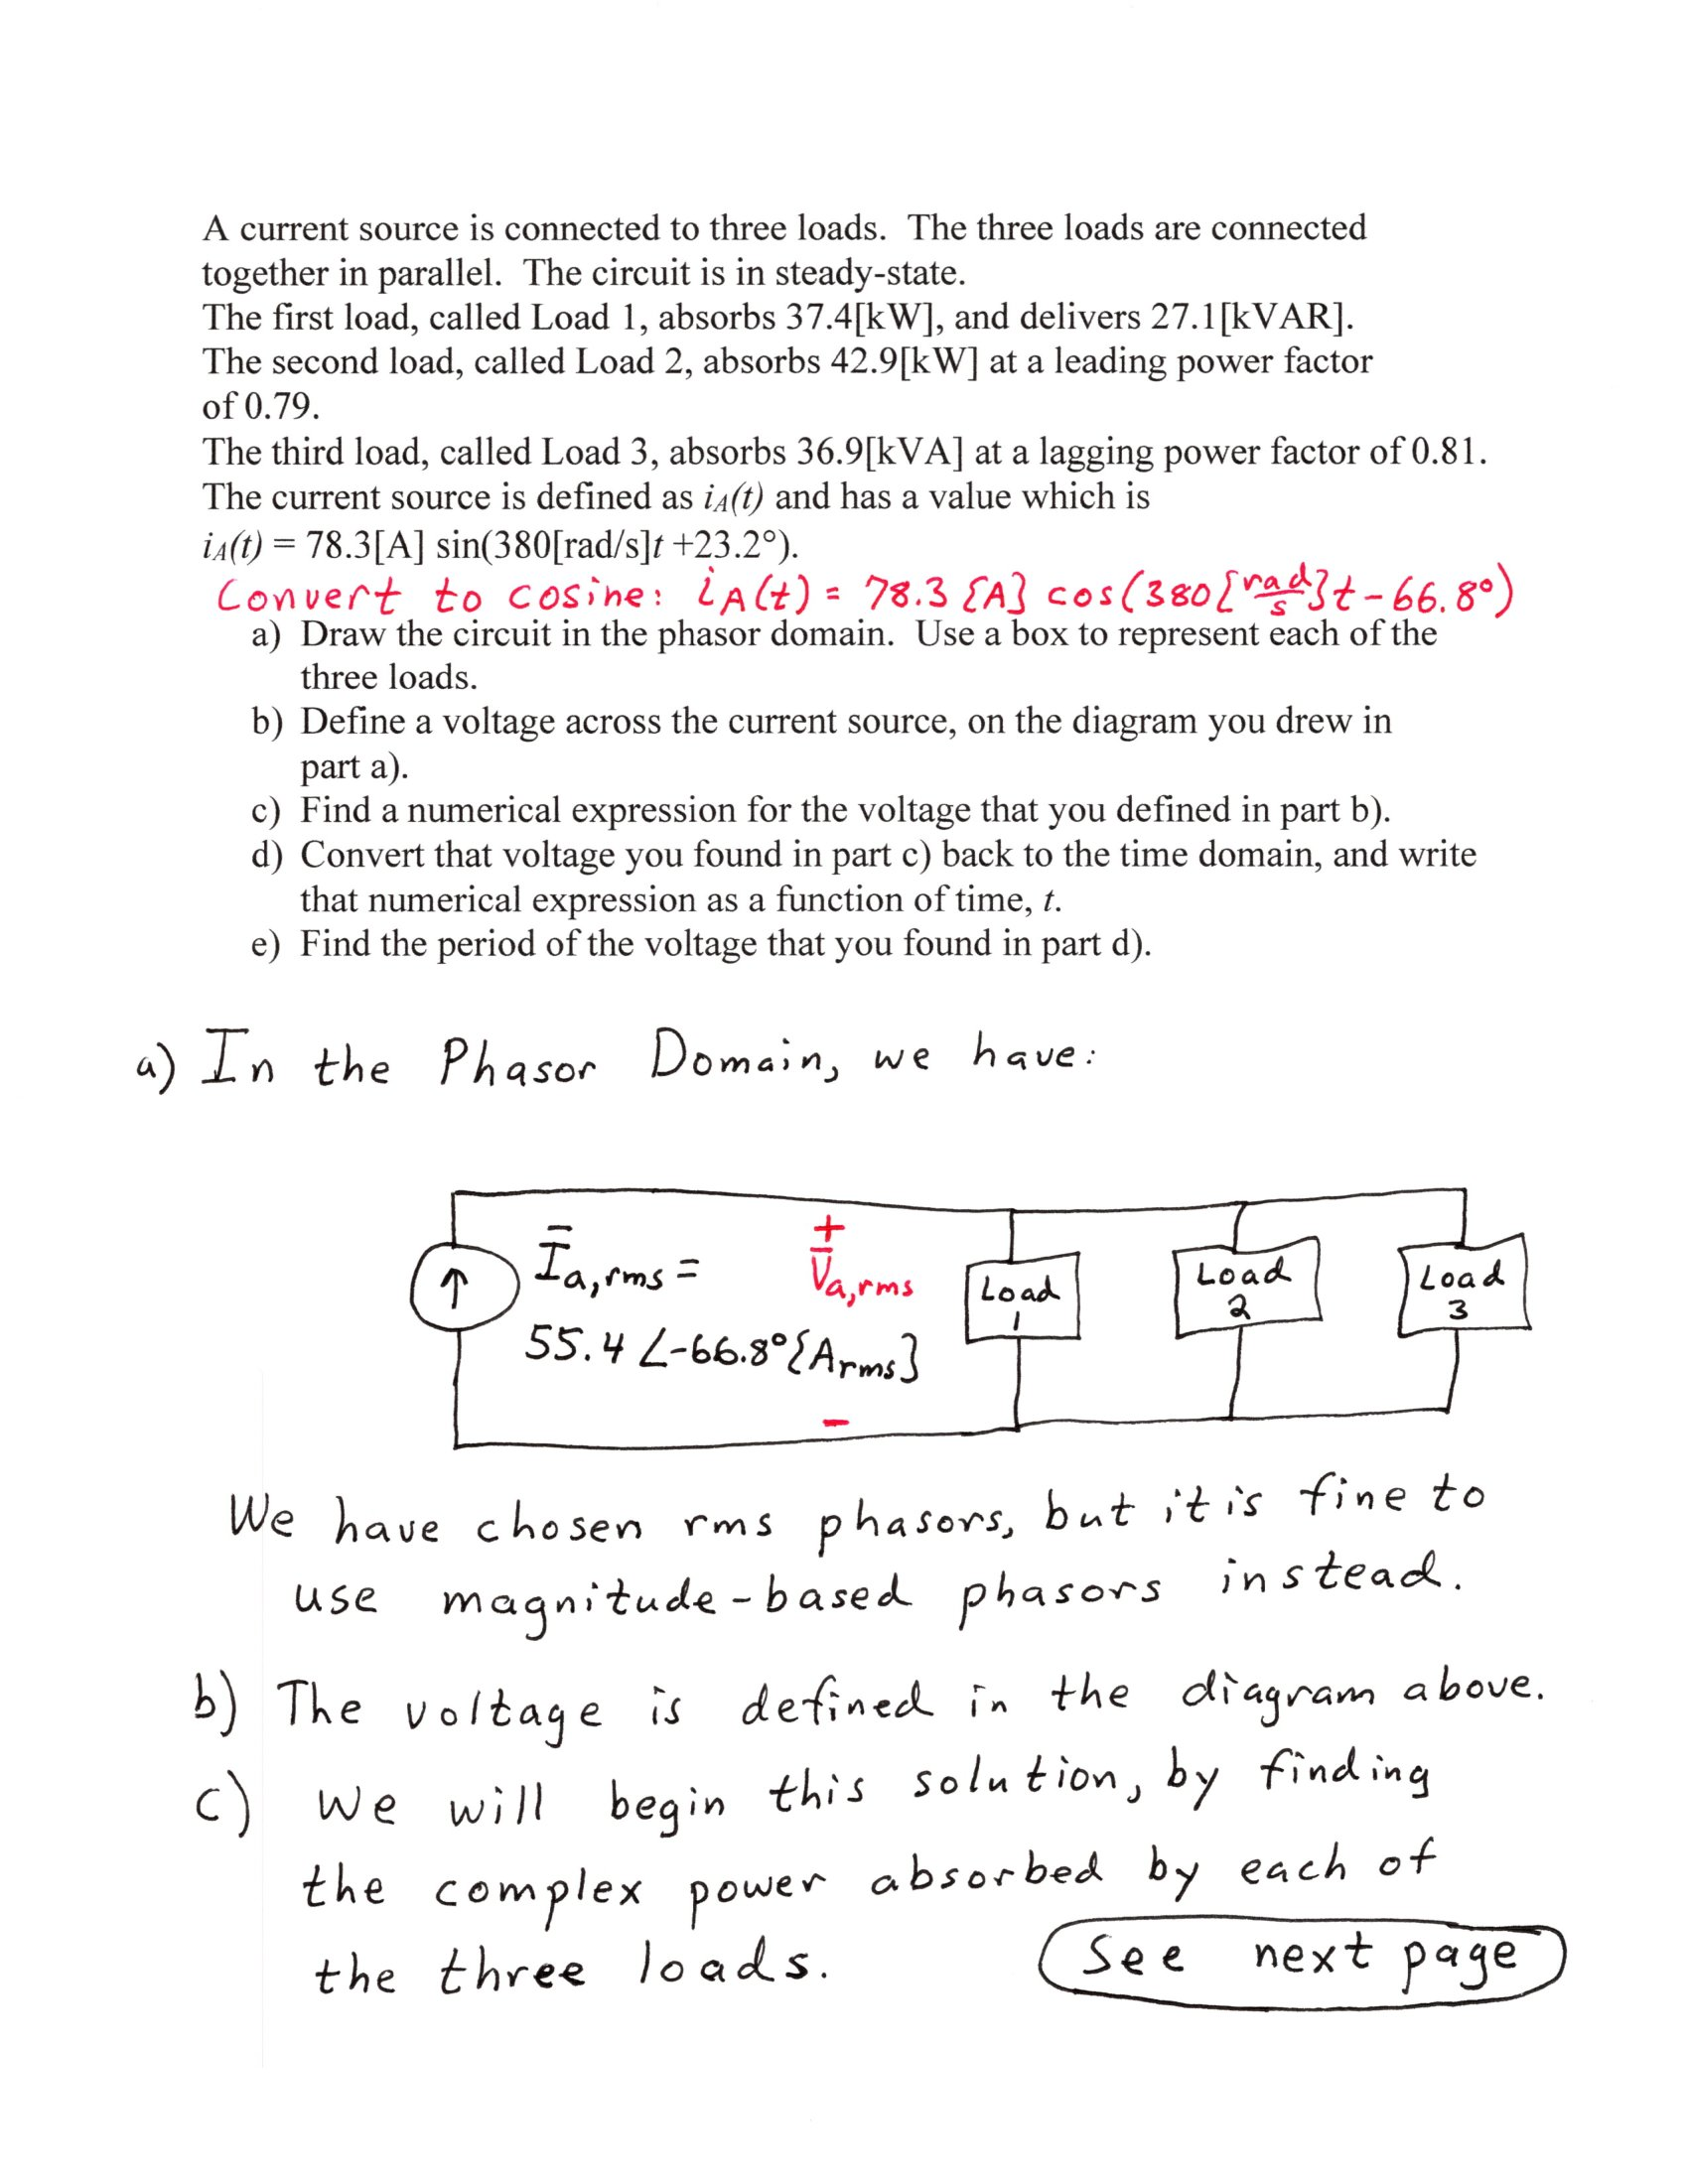 A current source is connected to three loads.  The three loads are connected
together in parallel.  The circuit is in steady-state.
The first load, called Load 1, absorbs 37.4[kW], and delivers 27.1[kVAR].
The second load, called Load 2, absorbs 42.9[kW] at a leading power factor
of 0.79.
The third load, called Load 3, absorbs 36.9[kVA] at a lagging power factor of 0.81.
The current source is defined as iA(t) and has a value which is
iA(t) = 78.3[A] sin(380[rad/s]t +23.2°).
Convert to cosine: iA(t) = 78.3 [A] cos(380[rad/s]t - 66.8°)
a) Draw the circuit in the phasor domain.  Use a box to represent each of the
three loads.
b) Define a voltage across the current source, on the diagram you drew in
part a).
c) Find a numerical expression for the voltage that you defined in part b).
d) Convert that voltage you found in part c) back to the time domain, and write
that numerical expression as a function of time, t.
e) Find the period of the voltage that you found in part d).
a) In the Phasor Domain, we have:
Ī a,rms =
55.4 ∠-66.8° [Arms]
+
V̄a,rms
-
Load
1
Load
2
Load
3
We have chosen rms phasors, but it is fine to
use magnitude-based phasors instead.
b) The voltage is defined in the diagram above.
c) We will begin this solution, by finding
the complex power absorbed by each of
the three loads.
See next page